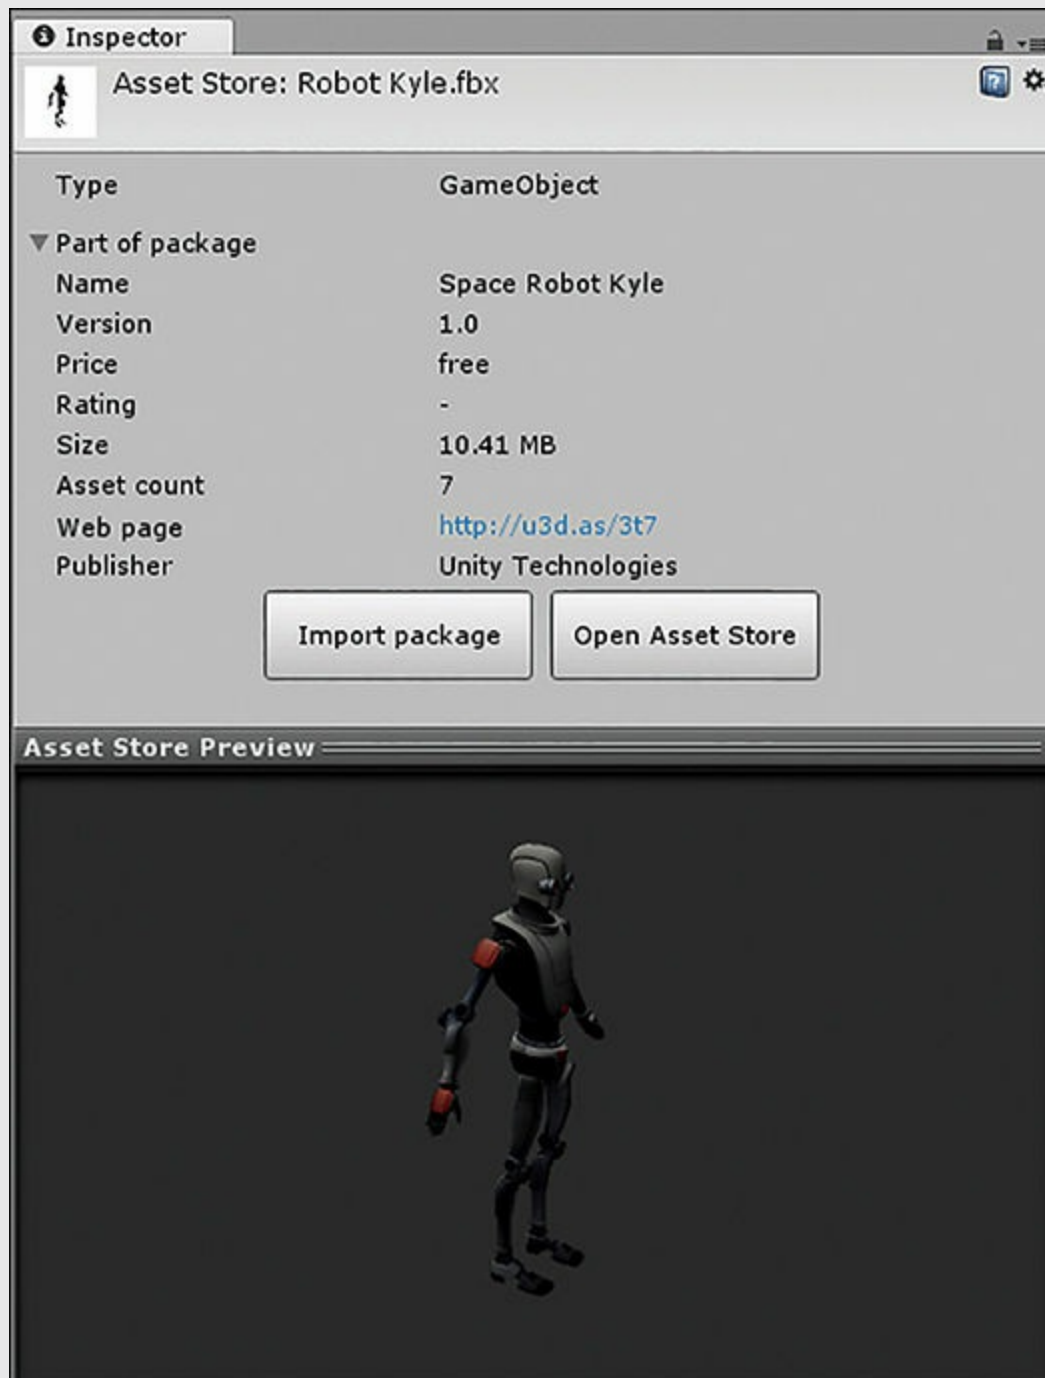 Inspector
Asset Store: Robot Kyle.fbx
Type GameObject
Part of package
Name Space Robot Kyle
Version 1.0
Price free
Rating -
Size 10.41 MB
Asset count 7
Web page http://u3d.as/3t7
Publisher Unity Technologies
Import package Open Asset Store
Asset Store Preview